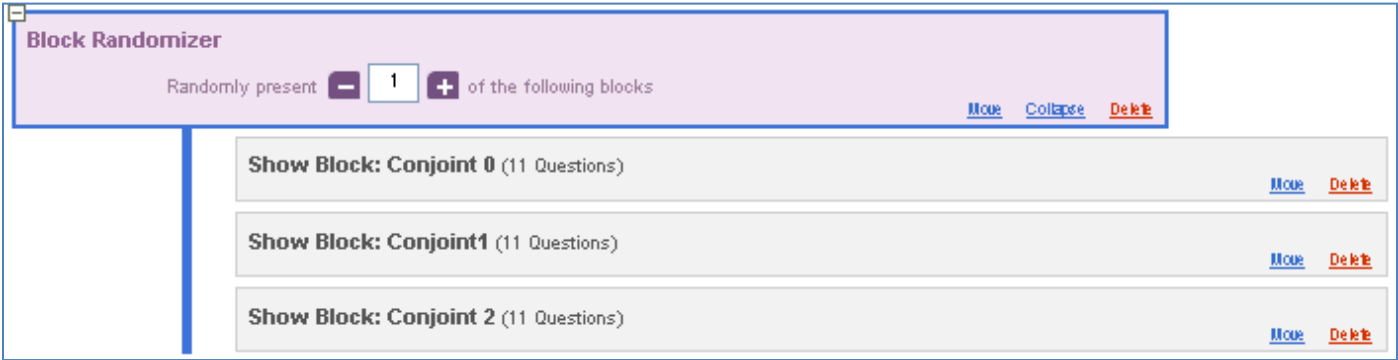 Block Randomizer
Randomly present 1 of the following blocks
Move Collapse Delete
Show Block: Conjoint 0 (11 Questions)
Move Delete
Show Block: Conjoint1 (11 Questions)
Move Delete
Show Block: Conjoint 2 (11 Questions)
Move Delete